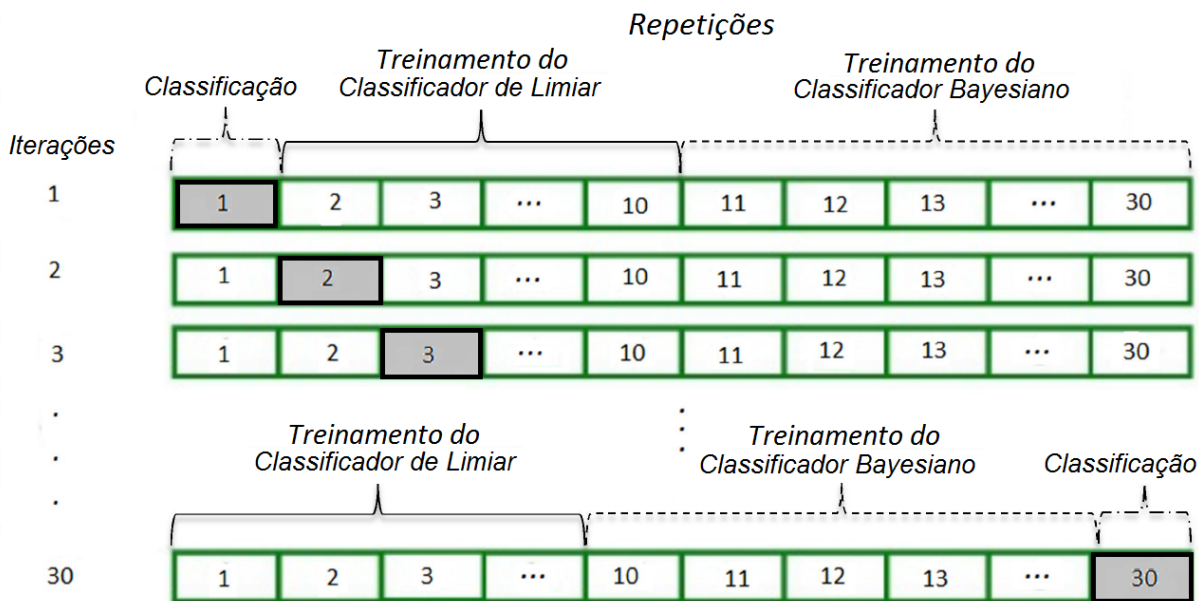 Repetições
Treinamento do
Classificador de Limiar
Treinamento do
Classificador Bayesiano
Classificação
Iterações
1 1 2 3 ... 10 11 12 13 ... 30
2 1 2 3 ... 10 11 12 13 ... 30
3 1 2 3 ... 10 11 12 13 ... 30
.
.
.
Treinamento do
Classificador de Limiar
Treinamento do
Classificador Bayesiano
Classificação
30 1 2 3 ... 10 11 12 13 ... 30